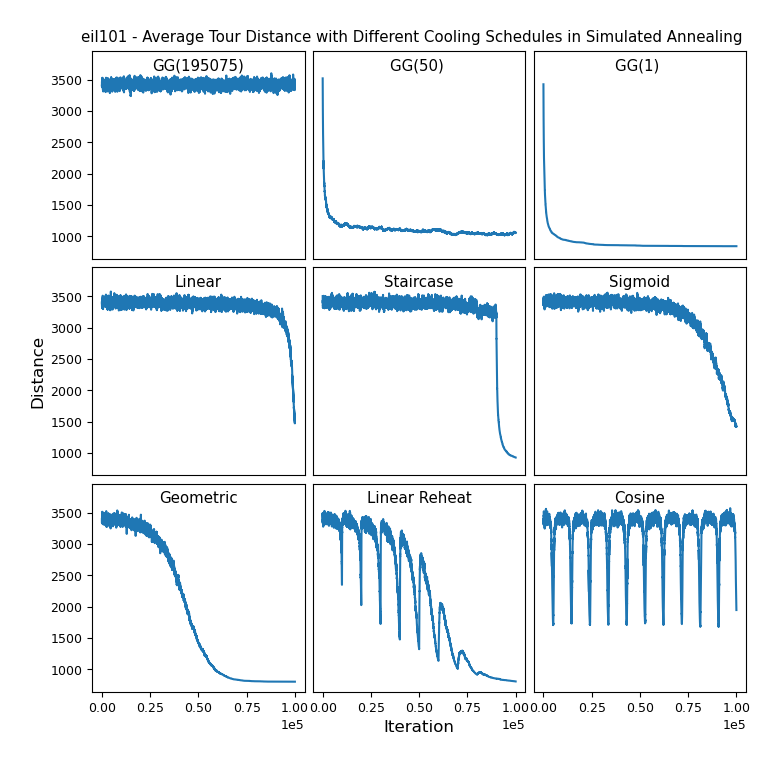 eil101 - Average Tour Distance with Different Cooling Schedules in Simulated Annealing
GG(195075) GG(50) GG(1)
3500
3000
2500
2000
1500
1000
Linear Staircase Sigmoid
3500
3000
2500
2000
1500
1000
Distance
Geometric Linear Reheat Cosine
3500
3000
2500
2000
1500
1000
0.00 0.25 0.50 0.75 1.00 0.00 0.25 0.50 0.75 1.00 0.00 0.25 0.50 0.75 1.00
1e5 1e5 1e5
Iteration